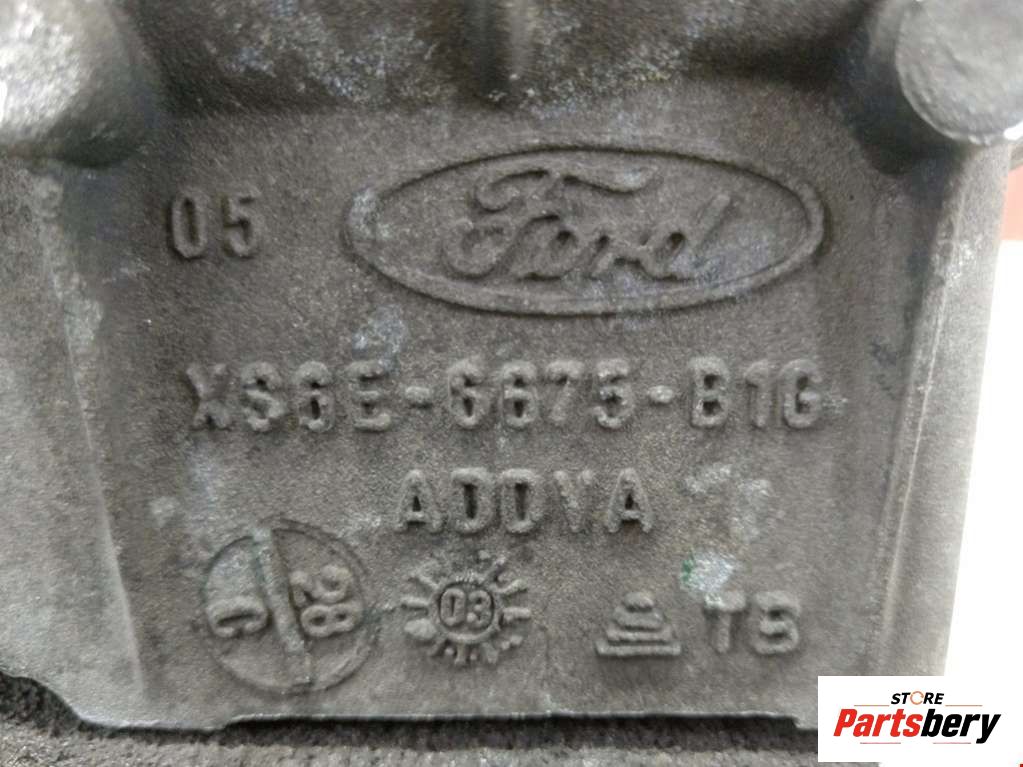 05 Ford
XS6E-6675-B1G
ADDVA
C 28 03 TS
STORE
Partsbery